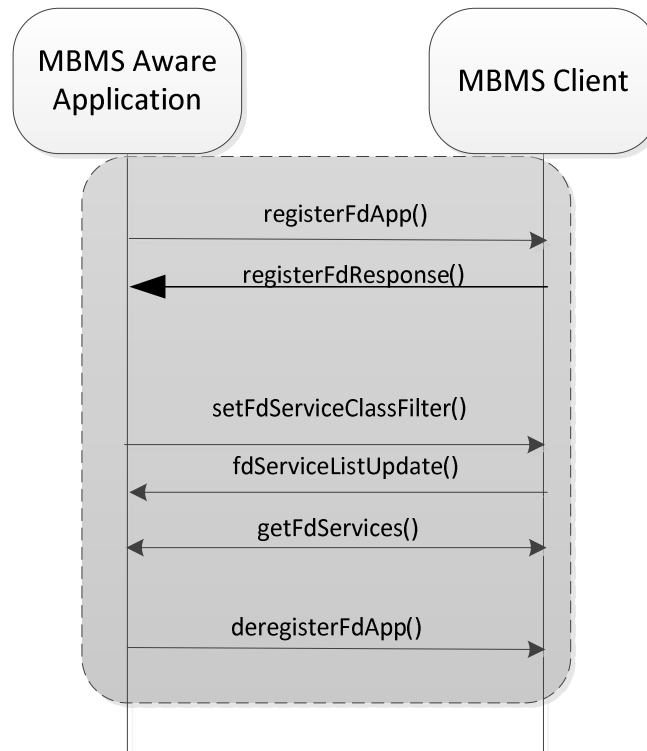 MBMS Aware
Application
MBMS Client
registerFdApp()
registerFdResponse()
setFdServiceClassFilter()
fdServiceListUpdate()
getFdServices()
deregisterFdApp()